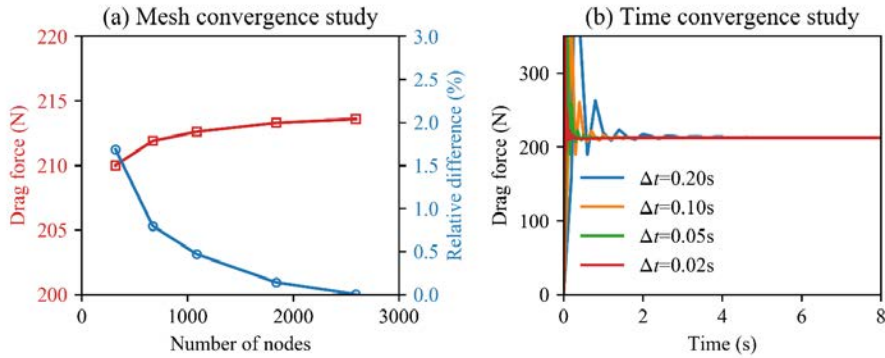 (a) Mesh convergence study
220
215
210
205
200
Drag force (N)
3.0
2.5
2.0
1.5
1.0
0.5
0.0
Relative difference (%)
0 1000 2000 3000
Number of nodes
(b) Time convergence study
300
200
100
0
Drag force (N)
Δt=0.20s
Δt=0.10s
Δt=0.05s
Δt=0.02s
0 2 4 6 8
Time (s)